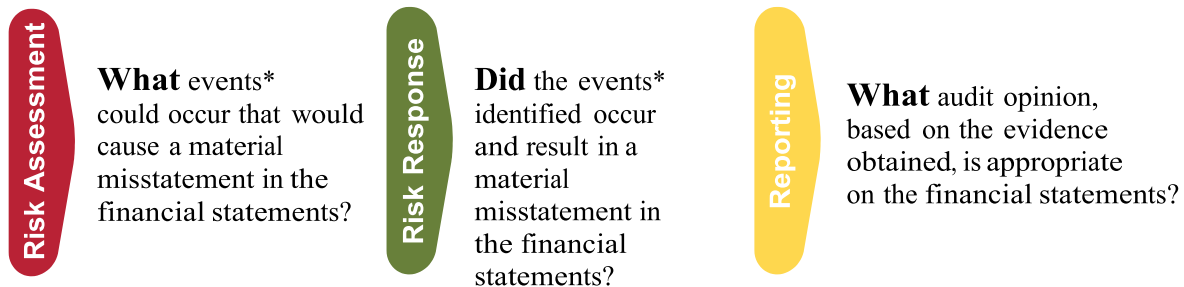 Risk Assessment
What events*
could occur that would
cause a material
misstatement in the
financial statements?
Risk Response
Did the events*
identified occur
and result in a
material
misstatement in
the financial
statements?
Reporting
What audit opinion,
based on the evidence
obtained, is appropriate
on the financial statements?